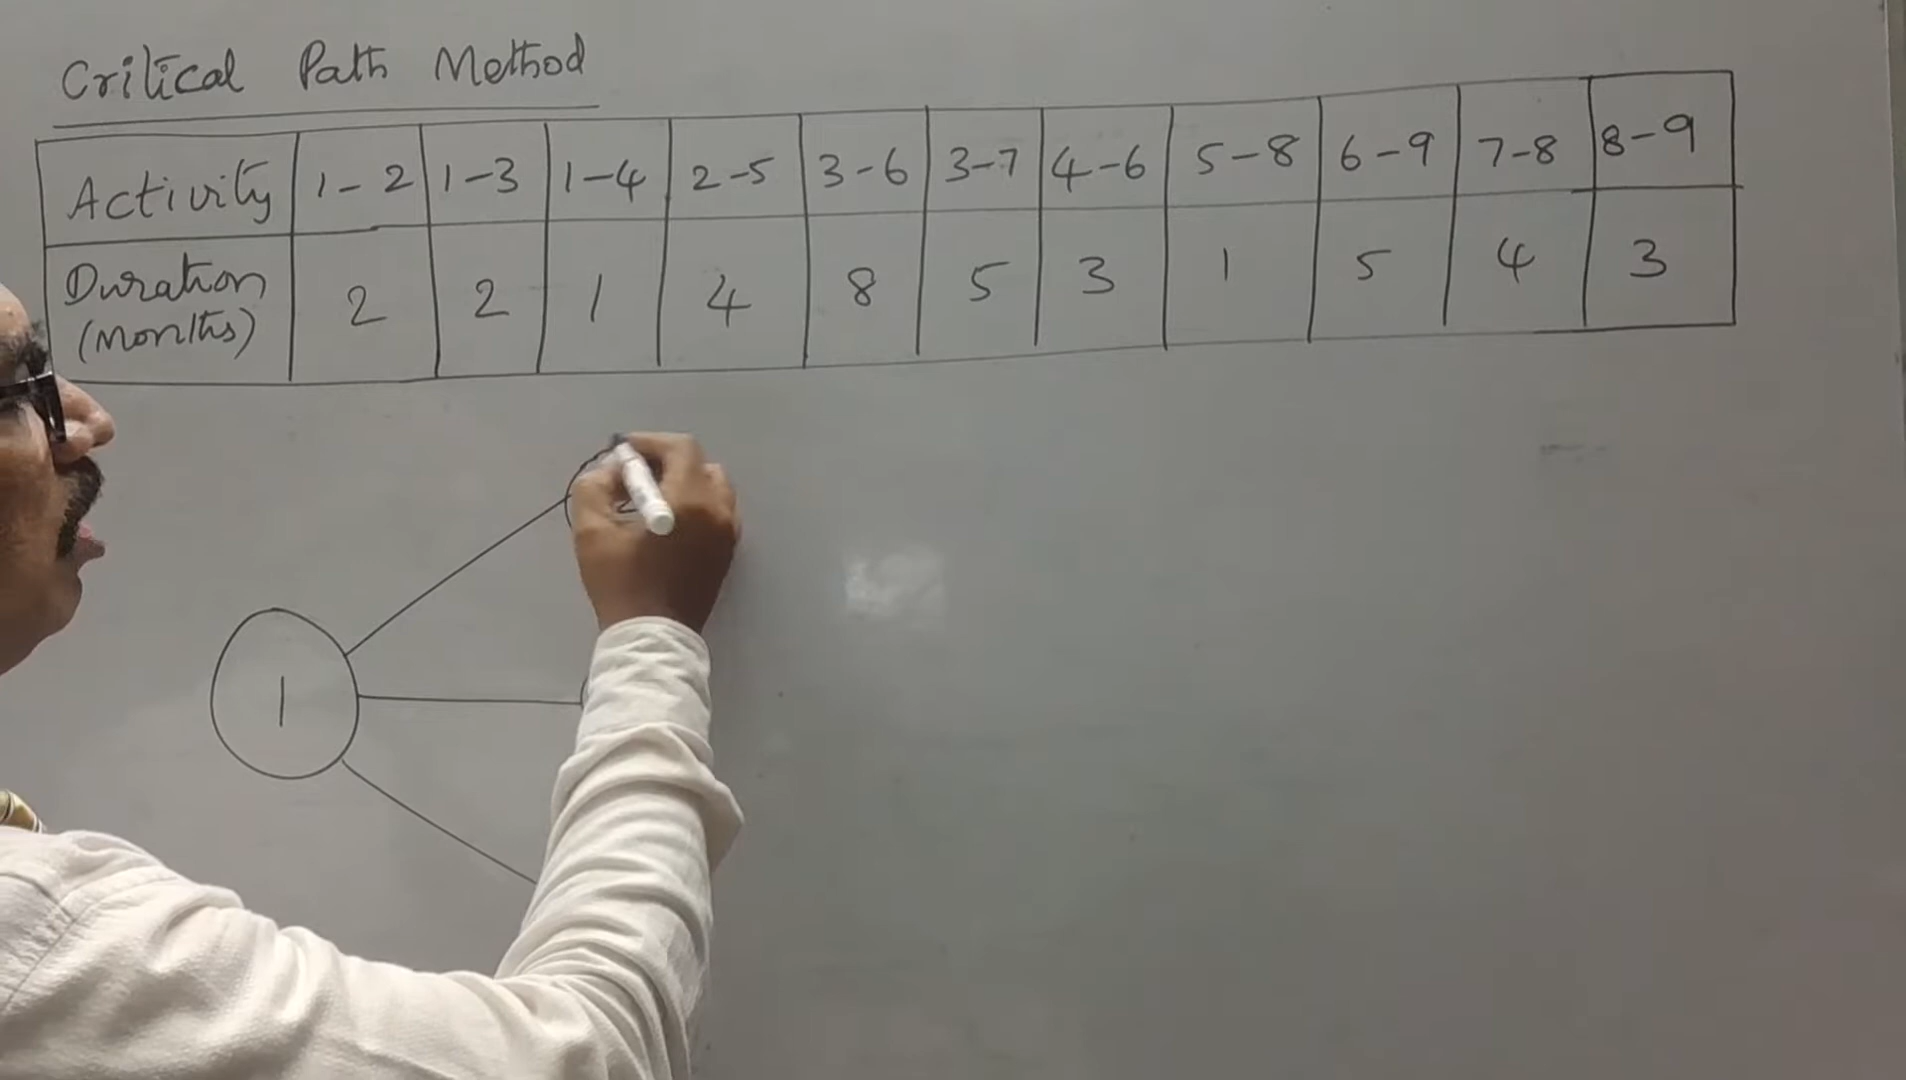 Critical Path Method
Activity 1-2 1-3 1-4 2-5 3-6 3-7 4-6 5-8 6-9 7-8 8-9
Duration (Months) 2 2 1 4 8 5 3 1 5 4 3
2
1